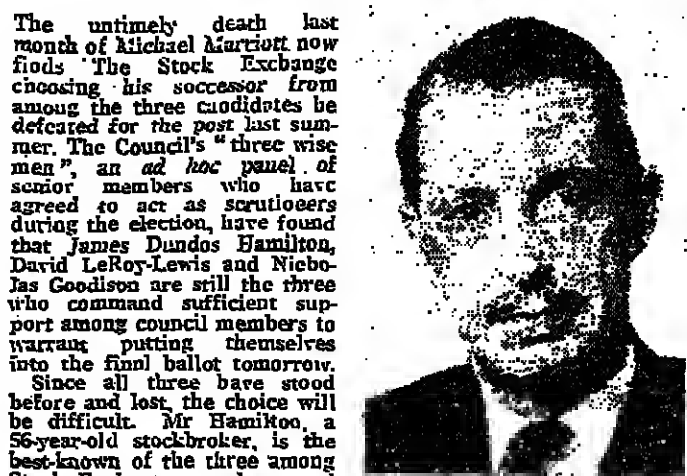 The untimely death last
month of Michael Marriott now
finds The Stock Exchange
choosing his successor from
among the three candidates he
defeated for the post last sum-
mer. The Council's "three wise
men", an ad hoc panel of
senior members who have
agreed to act as scrutineers
during the election, have found
that James Dundas Hamilton,
David LeRoy-Lewis and Nicho-
las Goodison are still the three
who command sufficient sup-
port among council members to
warrant putting themselves
into the final ballot tomorrow.
Since all three have stood
before and lost, the choice will
be difficult. Mr Hamilton, a
56-year-old stockbroker, is the
best-known of the three among